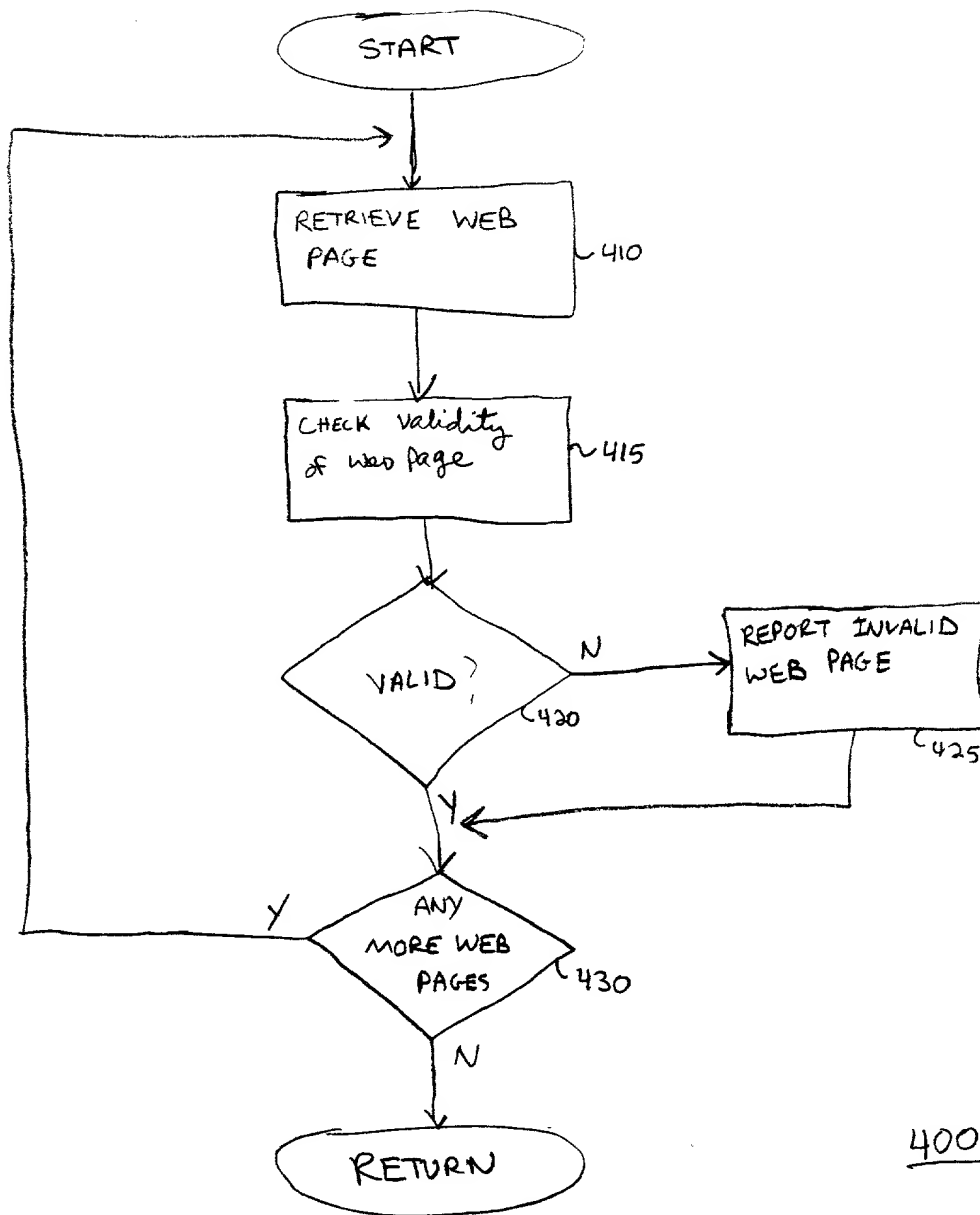 START
RETRIEVE WEB
PAGE
410
CHECK validity
of Web Page
415
VALID?
N
420
REPORT INVALID
WEB PAGE
425
Y
ANY
MORE WEB
PAGES
Y
430
N
RETURN
400